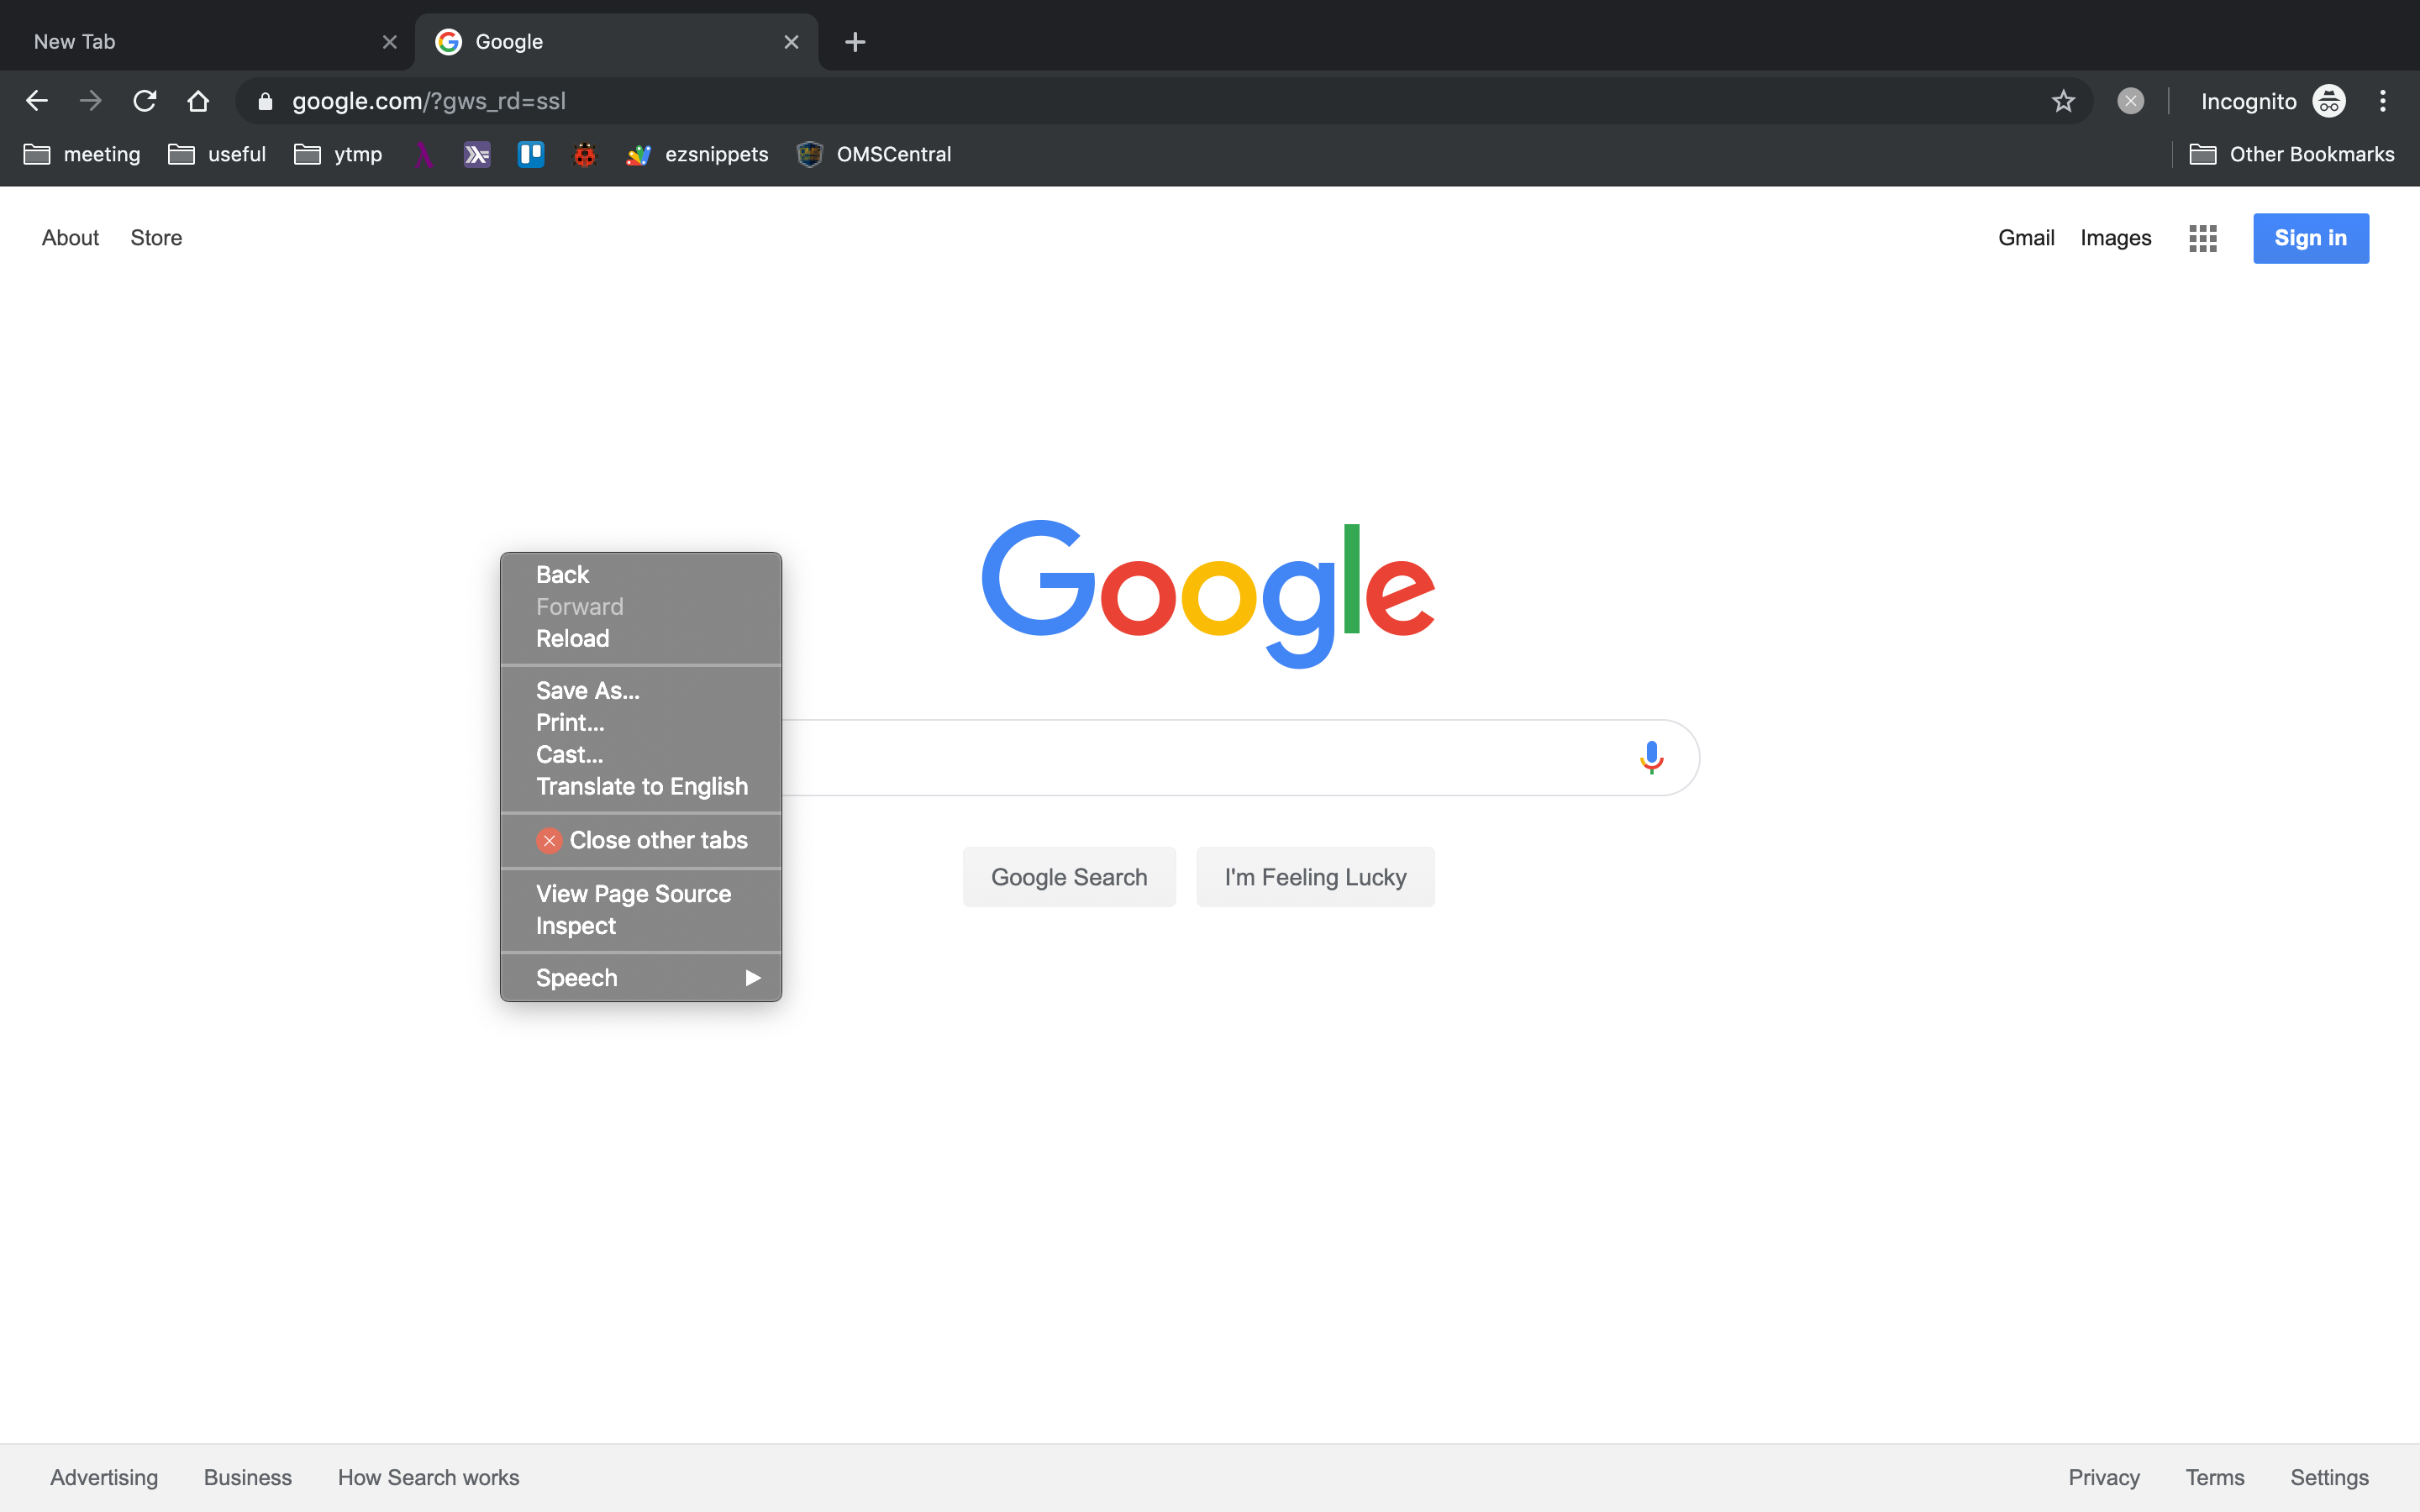 New Tab
Google
google.com/?gws_rd=ssl
Incognito
meeting
useful
ytmp
ezsnippets
OMSCentral
Other Bookmarks
About
Store
Gmail
Images
Sign in
Google
Back
Forward
Reload
Save As...
Print...
Cast...
Translate to English
Close other tabs
View Page Source
Inspect
Speech
Google Search
I'm Feeling Lucky
Advertising
Business
How Search works
Privacy
Terms
Settings